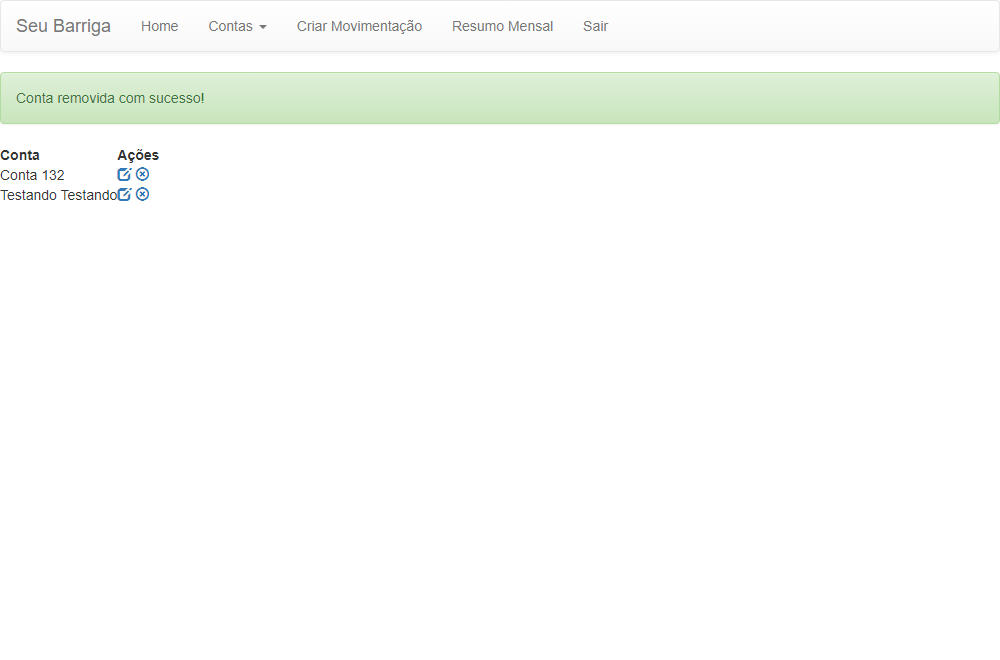 Seu Barriga Home Contas Criar Movimentação Resumo Mensal Sair
Conta removida com sucesso!
Conta Ações
Conta 132
Testando Testando